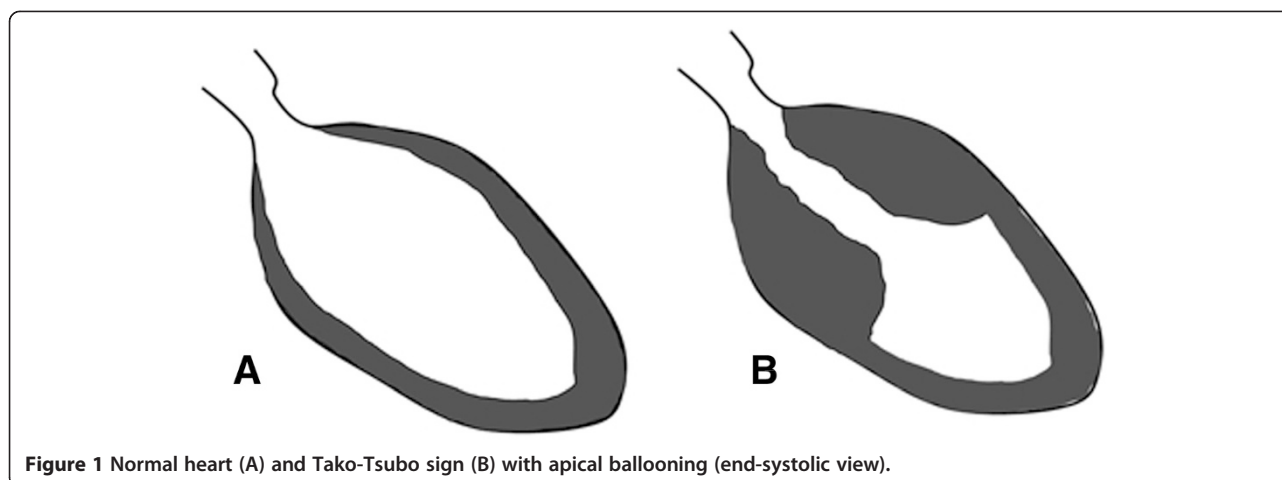 A
B
Figure 1 Normal heart (A) and Tako-Tsubo sign (B) with apical ballooning (end-systolic view).